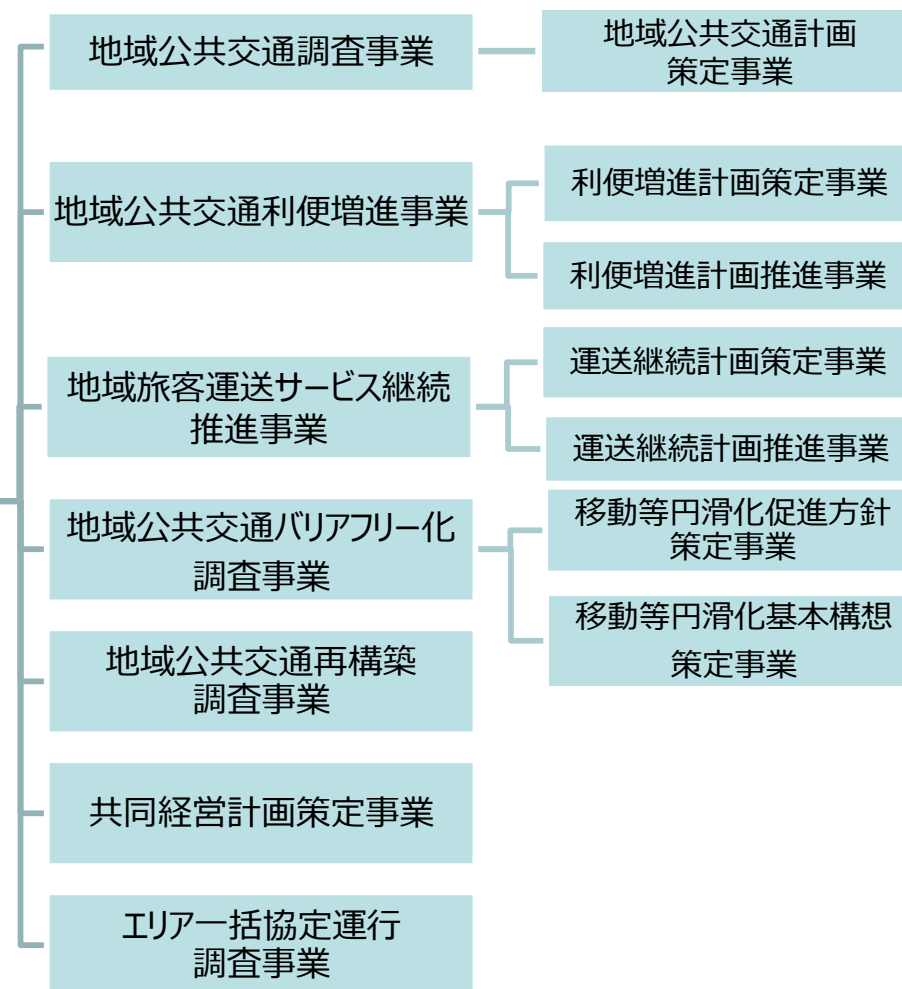 地域公共交通調査事業
地域公共交通計画
策定事業
地域公共交通利便増進事業
利便増進計画策定事業
利便増進計画推進事業
地域旅客運送サービス継続
推進事業
運送継続計画策定事業
運送継続計画推進事業
地域公共交通バリアフリー化
調査事業
移動等円滑化促進方針
策定事業
移動等円滑化基本構想
策定事業
地域公共交通再構築
調査事業
共同経営計画策定事業
エリア一括協定運行
調査事業